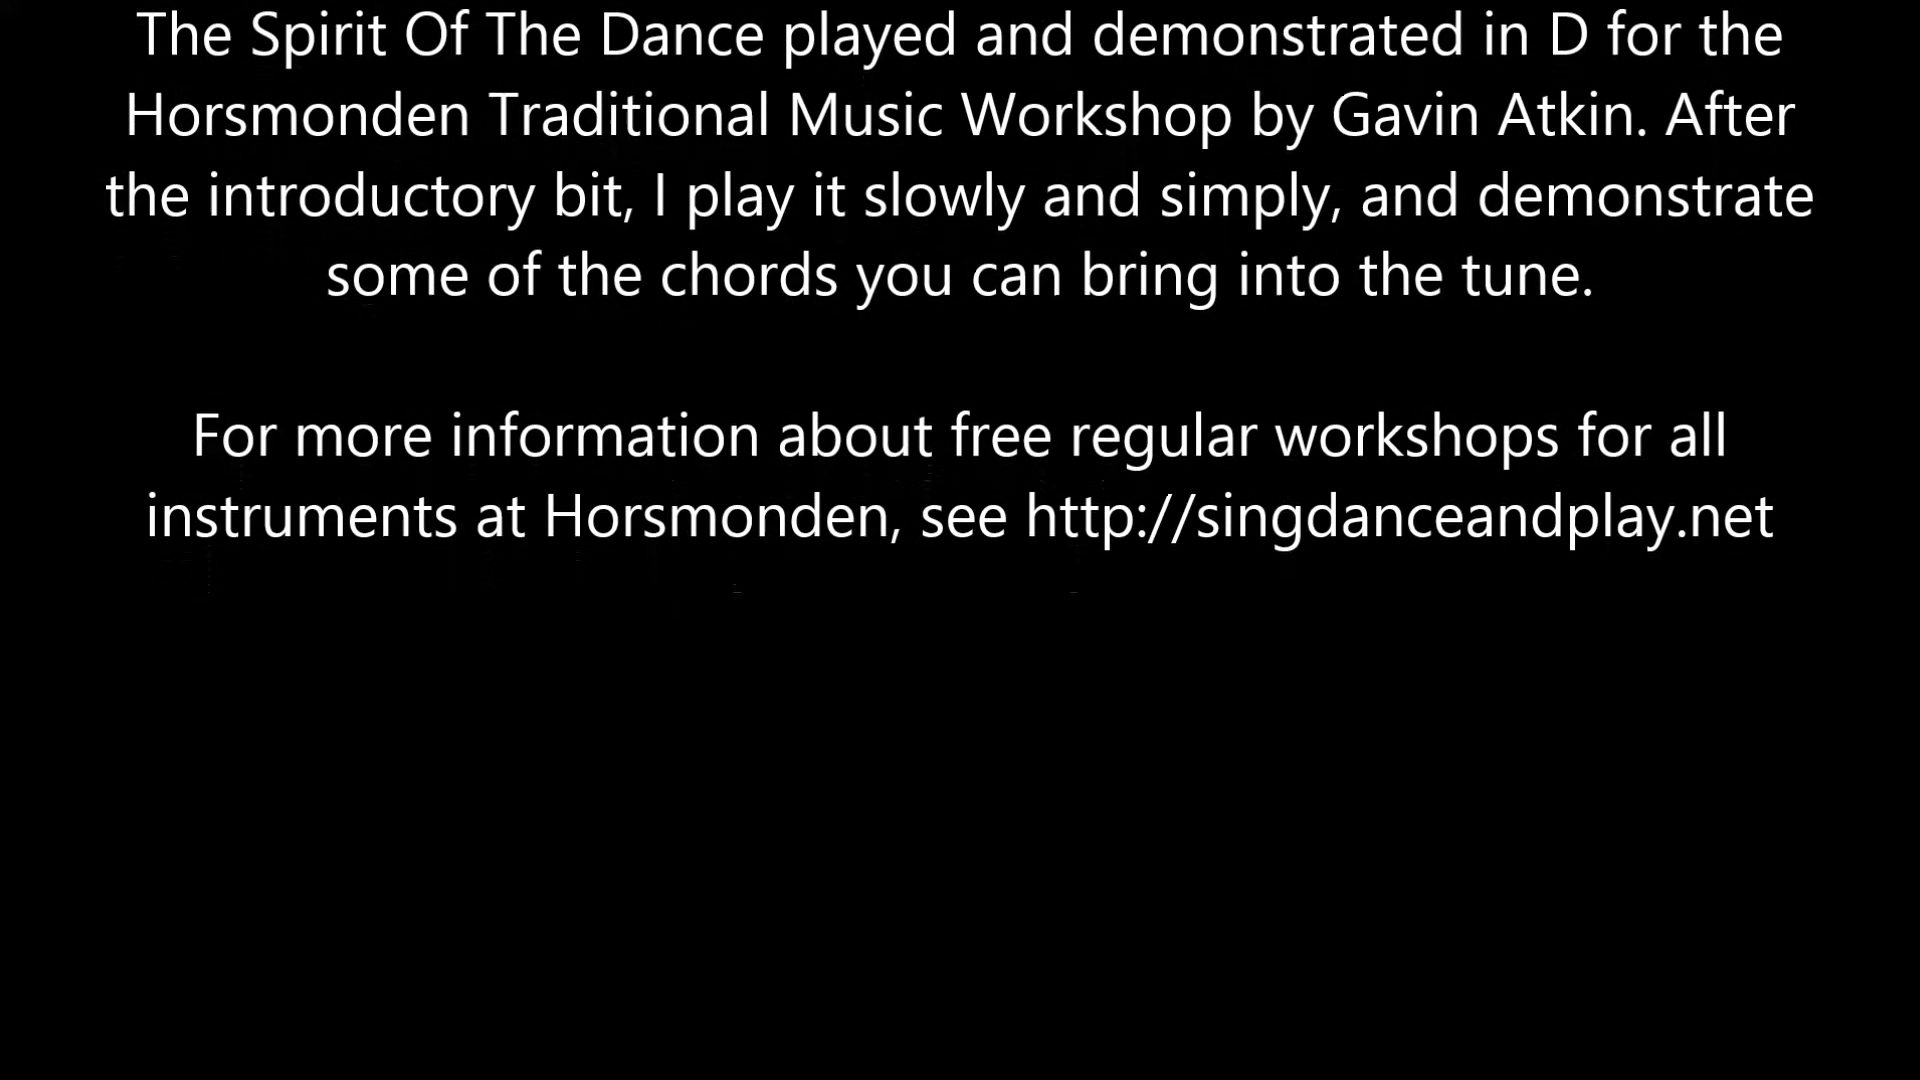 The Spirit Of The Dance played and demonstrated in D for the
Horsmonden Traditional Music Workshop by Gavin Atkin. After
the introductory bit, I play it slowly and simply, and demonstrate
some of the chords you can bring into the tune.
For more information about free regular workshops for all
instruments at Horsmonden, see http://singdanceandplay.net